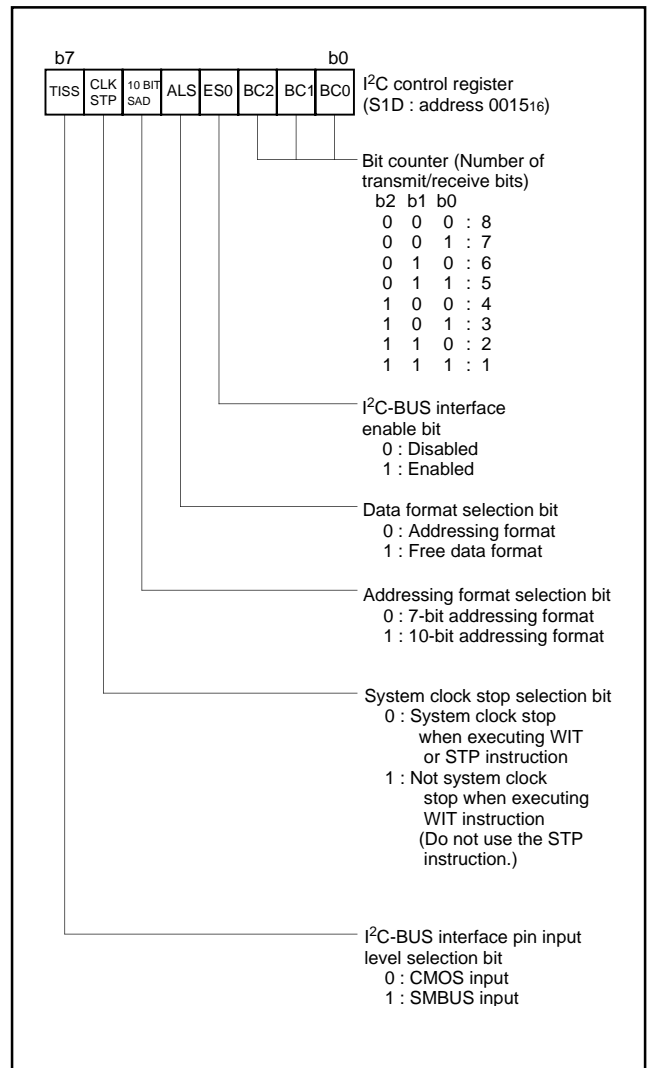 b7 b0
TISS CLK STP 10 BIT SAD ALS ES0 BC2 BC1 BC0
I2C control register
(S1D : address 001516)
Bit counter (Number of
transmit/receive bits)
b2 b1 b0
0 0 0 : 8
0 0 1 : 7
0 1 0 : 6
0 1 1 : 5
1 0 0 : 4
1 0 1 : 3
1 1 0 : 2
1 1 1 : 1
I2C-BUS interface
enable bit
0 : Disabled
1 : Enabled
Data format selection bit
0 : Addressing format
1 : Free data format
Addressing format selection bit
0 : 7-bit addressing format
1 : 10-bit addressing format
System clock stop selection bit
0 : System clock stop
when executing WIT
or STP instruction
1 : Not system clock
stop when executing
WIT instruction
(Do not use the STP
instruction.)
I2C-BUS interface pin input
level selection bit
0 : CMOS input
1 : SMBUS input